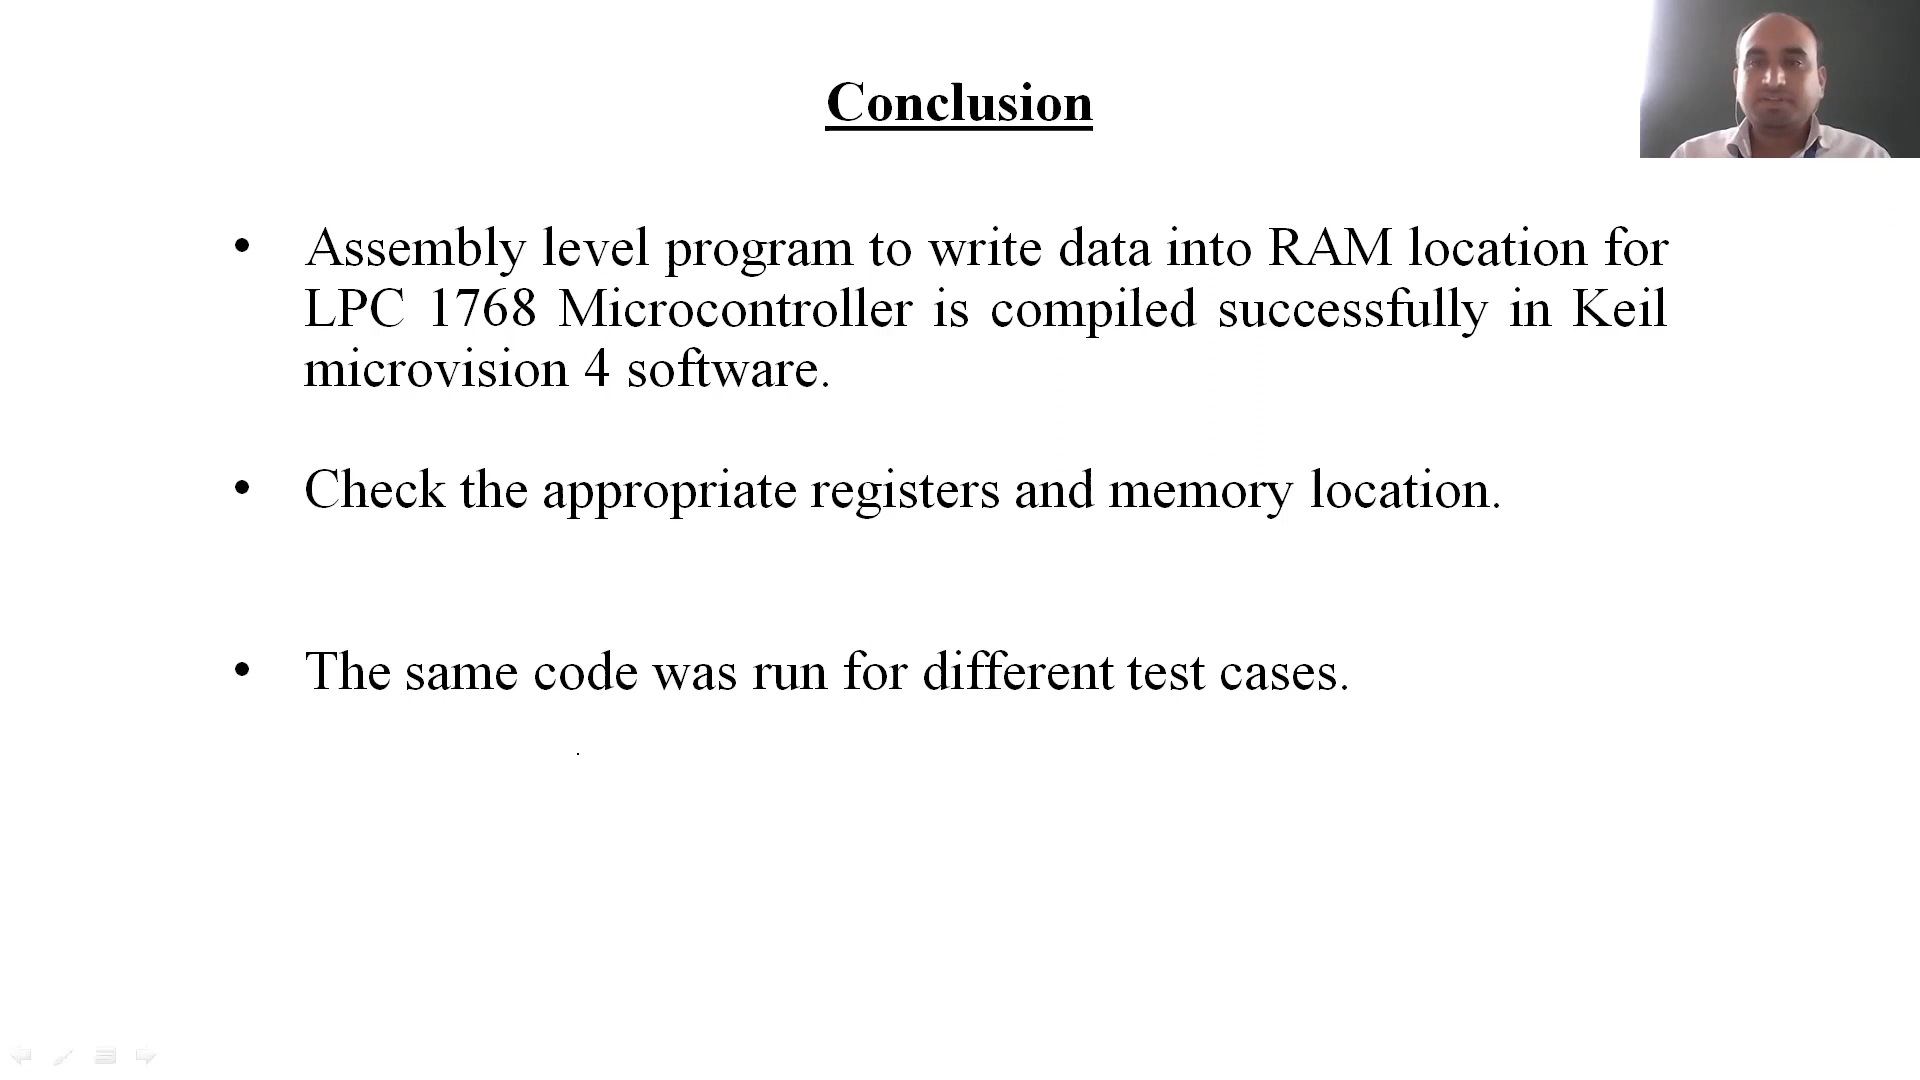 Conclusion
• Assembly level program to write data into RAM location for
LPC 1768 Microcontroller is compiled successfully in Keil
microvision 4 software.
• Check the appropriate registers and memory location.
• The same code was run for different test cases.
.